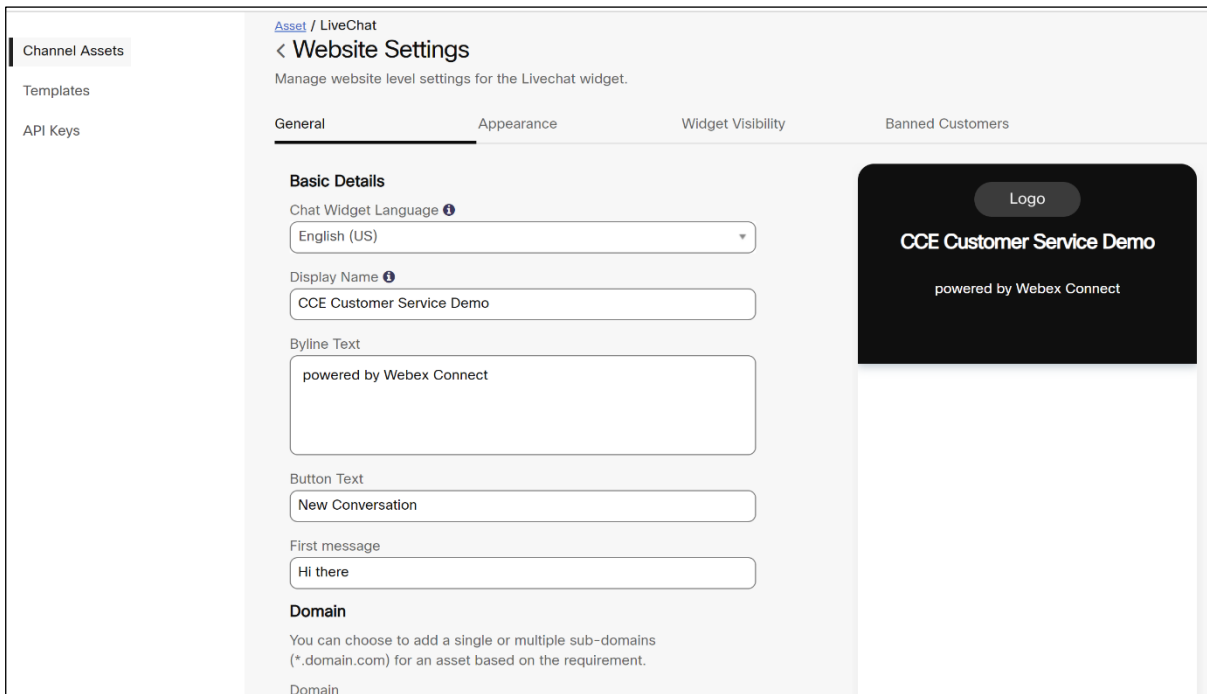 Channel Assets
Templates
API Keys
Asset / LiveChat
< Website Settings
Manage website level settings for the Livechat widget.
General
Appearance
Widget Visibility
Banned Customers
Basic Details
Chat Widget Language
English (US)
Display Name
CCE Customer Service Demo
Byline Text
powered by Webex Connect
Button Text
New Conversation
First message
Hi there
Domain
You can choose to add a single or multiple sub-domains
(*.domain.com) for an asset based on the requirement.
Domain
Logo
CCE Customer Service Demo
powered by Webex Connect